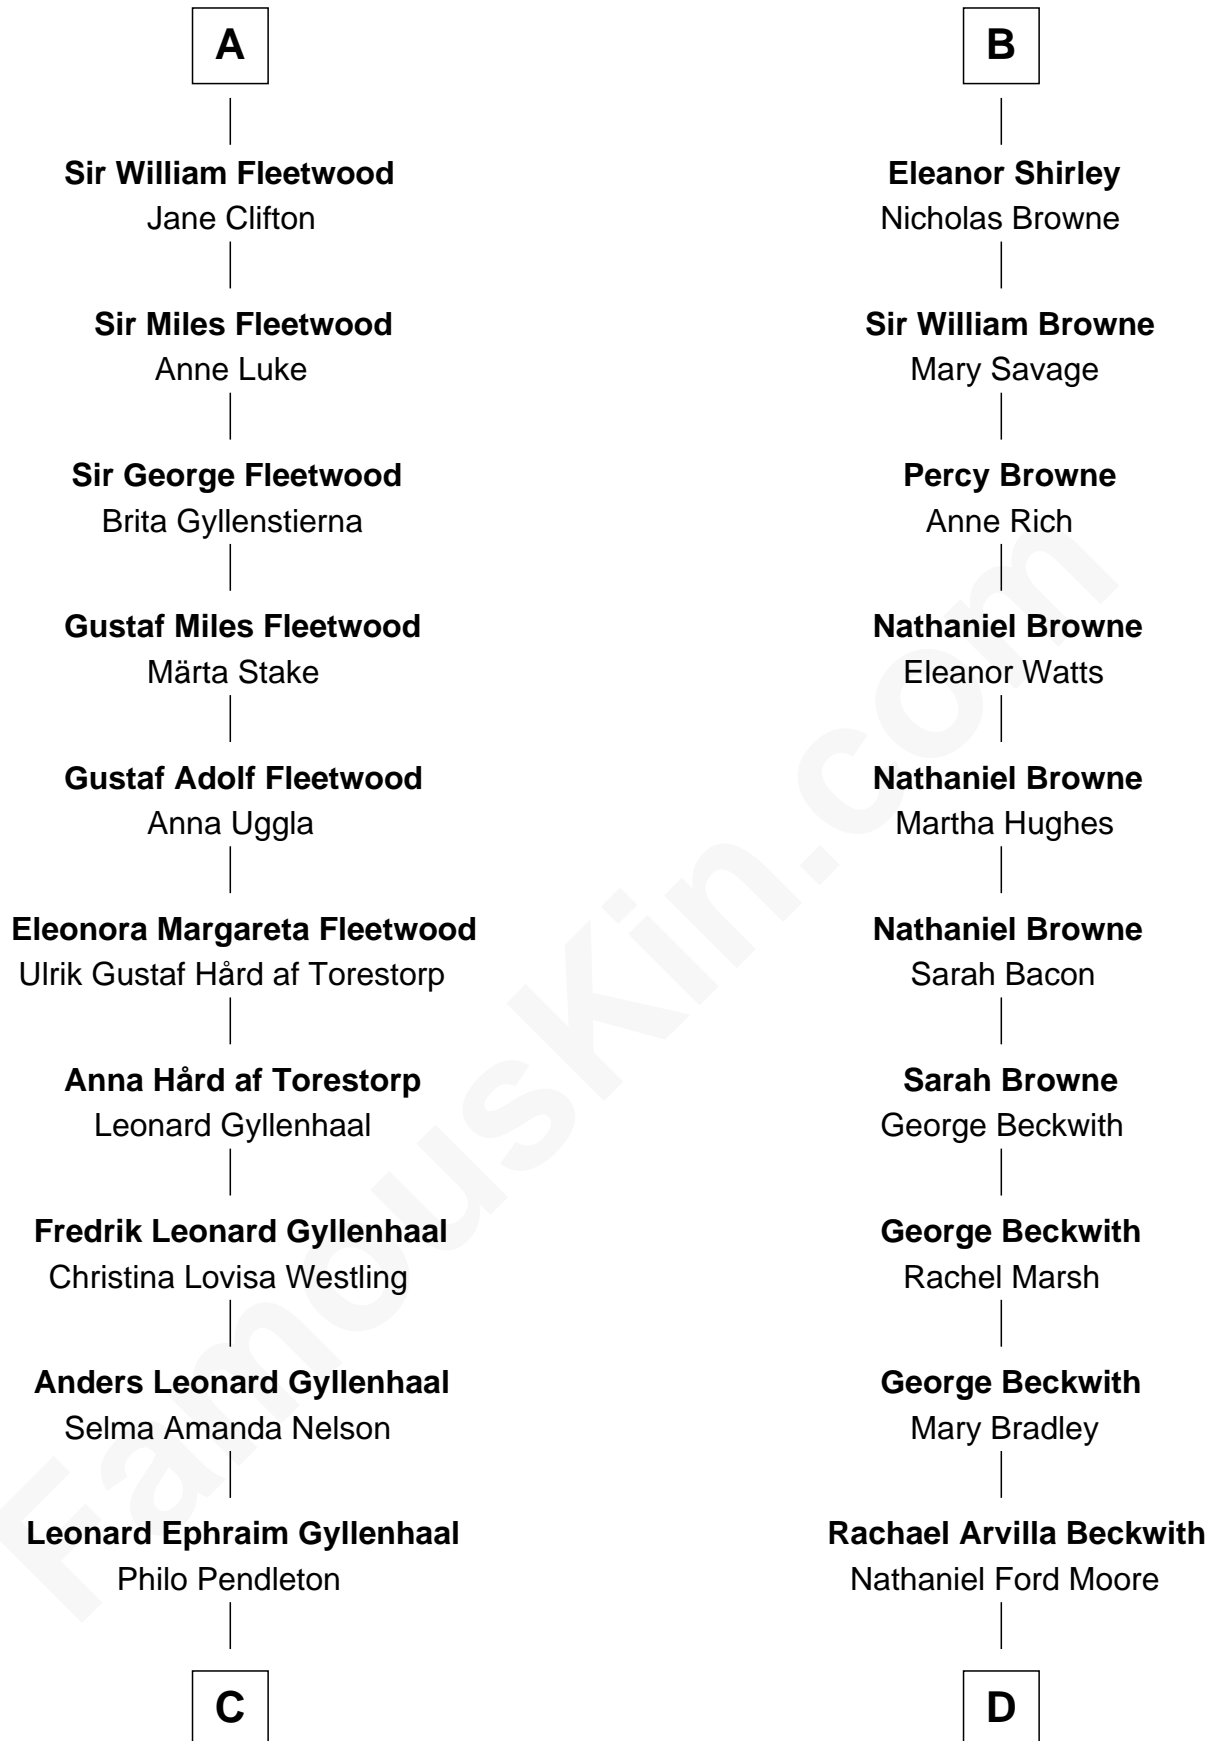 A
Sir William Fleetwood
Jane Clifton
Sir Miles Fleetwood
Anne Luke
Sir George Fleetwood
Brita Gyllenstierna
Gustaf Miles Fleetwood
Märta Stake
Gustaf Adolf Fleetwood
Anna Uggla
Eleonora Margareta Fleetwood
Ulrik Gustaf Hård af Torestorp
Anna Hård af Torestorp
Leonard Gyllenhaal
Fredrik Leonard Gyllenhaal
Christina Lovisa Westling
Anders Leonard Gyllenhaal
Selma Amanda Nelson
Leonard Ephraim Gyllenhaal
Philo Pendleton
C
B
Eleanor Shirley
Nicholas Browne
Sir William Browne
Mary Savage
Percy Browne
Anne Rich
Nathaniel Browne
Eleanor Watts
Nathaniel Browne
Martha Hughes
Nathaniel Browne
Sarah Bacon
Sarah Browne
George Beckwith
George Beckwith
Rachel Marsh
George Beckwith
Mary Bradley
Rachael Arvilla Beckwith
Nathaniel Ford Moore
D
FamousKin.com